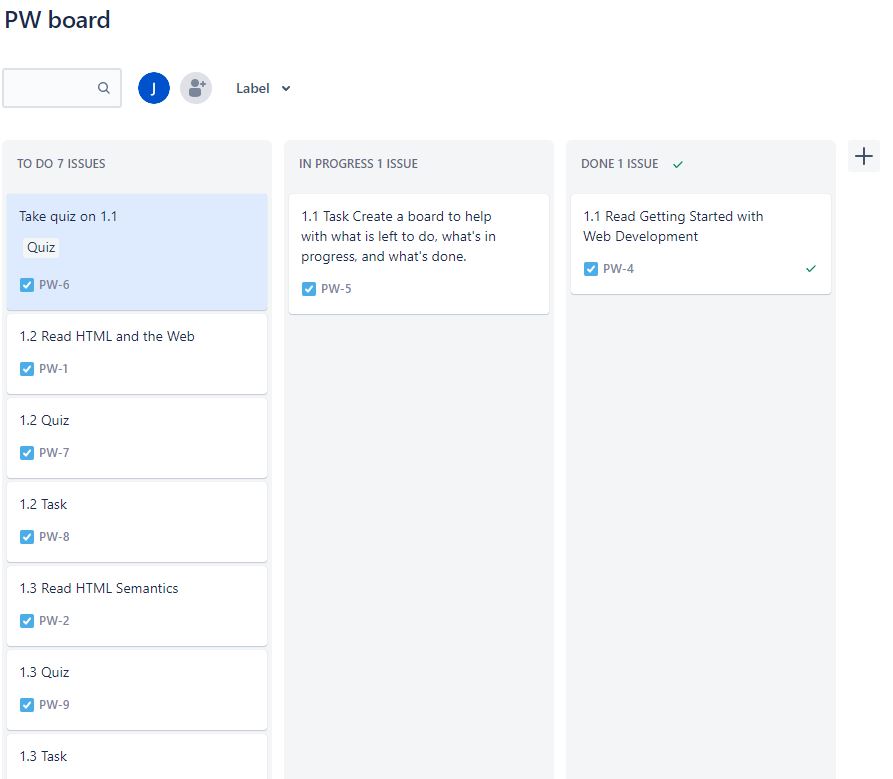 PW board
J
Label
TO DO 7 ISSUES
Take quiz on 1.1
Quiz
PW-6
1.2 Read HTML and the Web
PW-1
1.2 Quiz
PW-7
1.2 Task
PW-8
1.3 Read HTML Semantics
PW-2
1.3 Quiz
PW-9
1.3 Task
IN PROGRESS 1 ISSUE
1.1 Task Create a board to help
with what is left to do, what's in
progress, and what's done.
PW-5
DONE 1 ISSUE
1.1 Read Getting Started with
Web Development
PW-4